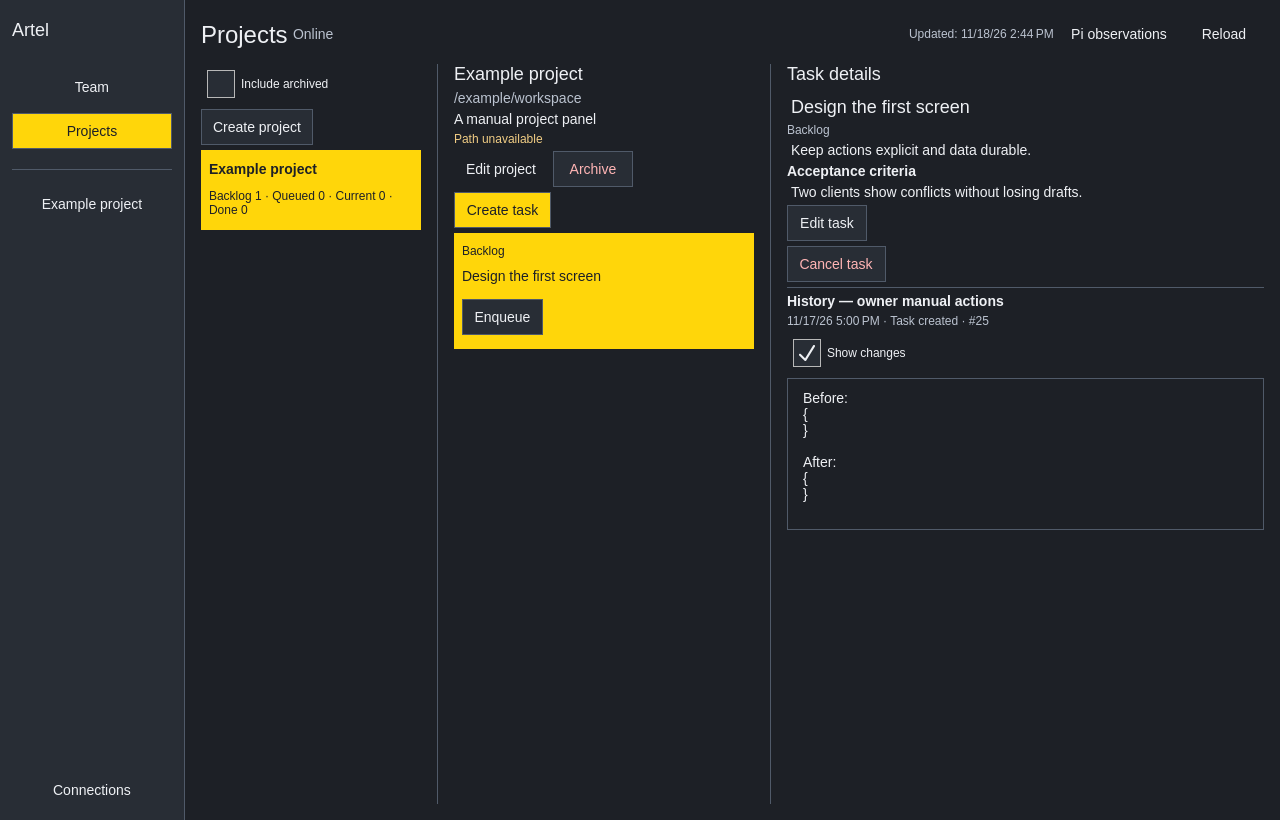 Artel
Team
Projects
Example project
Connections
Projects Online
Updated: 11/18/26 2:44 PM
Pi observations
Reload
Include archived
Create project
Example project
Backlog 1 · Queued 0 · Current 0 ·
Done 0
Example project
/example/workspace
A manual project panel
Path unavailable
Edit project
Archive
Create task
Backlog
Design the first screen
Enqueue
Task details
Design the first screen
Backlog
Keep actions explicit and data durable.
Acceptance criteria
Two clients show conflicts without losing drafts.
Edit task
Cancel task
History — owner manual actions
11/17/26 5:00 PM · Task created · #25
Show changes
Before:
{
}
After:
{
}